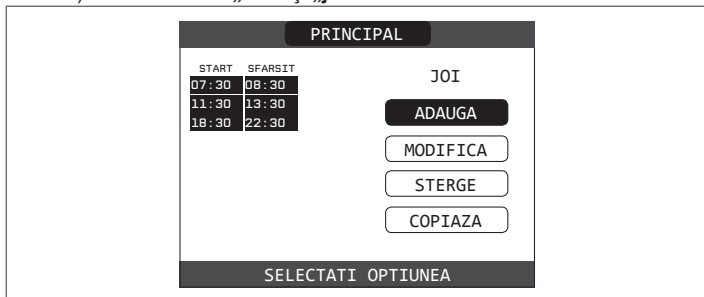 PRINCIPAL
START SFARSIT
07:30 08:30
11:30 13:30
18:30 22:30
JOI
ADAUGA
MODIFICA
STERGE
COPIAZA
SELECTATI OPTIUNEA